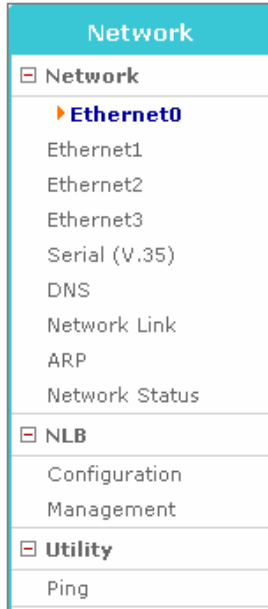 Network
Network
Ethernet0
Ethernet1
Ethernet2
Ethernet3
Serial (V.35)
DNS
Network Link
ARP
Network Status
NLB
Configuration
Management
Utility
Ping